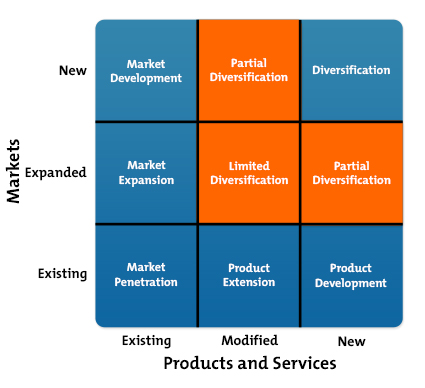 Markets
New
Market
Development
Partial
Diversification
Diversification
Expanded
Market
Expansion
Limited
Diversification
Partial
Diversification
Existing
Market
Penetration
Product
Extension
Product
Development
Existing
Modified
New
Products and Services